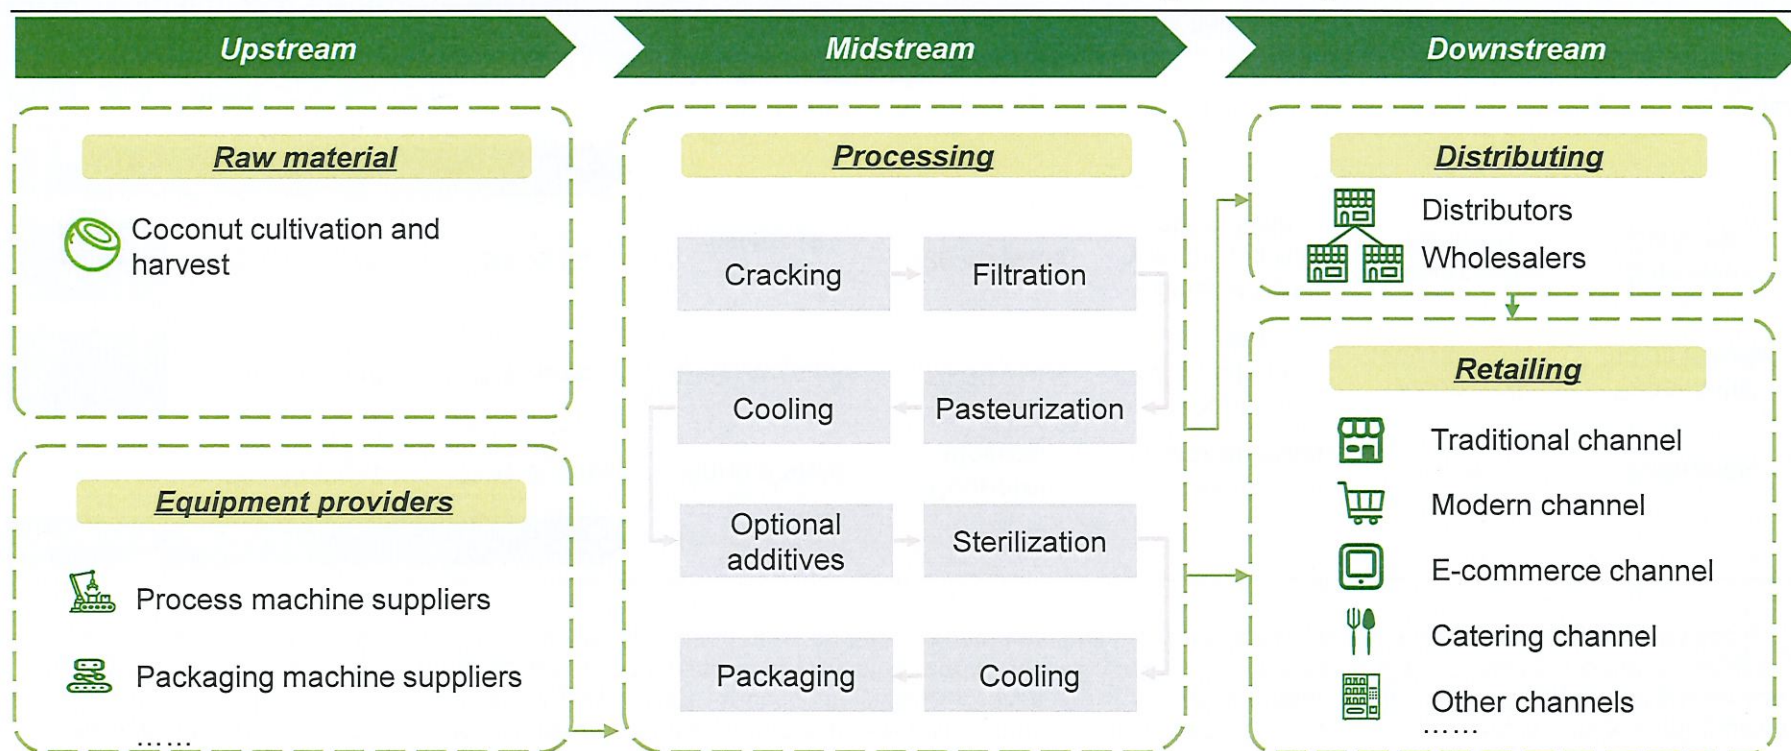 Upstream
Midstream
Downstream
Raw material
Coconut cultivation and
harvest
Equipment providers
Process machine suppliers
Packaging machine suppliers
……
Processing
Cracking
Filtration
Cooling
Pasteurization
Optional
additives
Sterilization
Packaging
Cooling
Distributing
Distributors
Wholesalers
Retailing
Traditional channel
Modern channel
E-commerce channel
Catering channel
Other channels
……